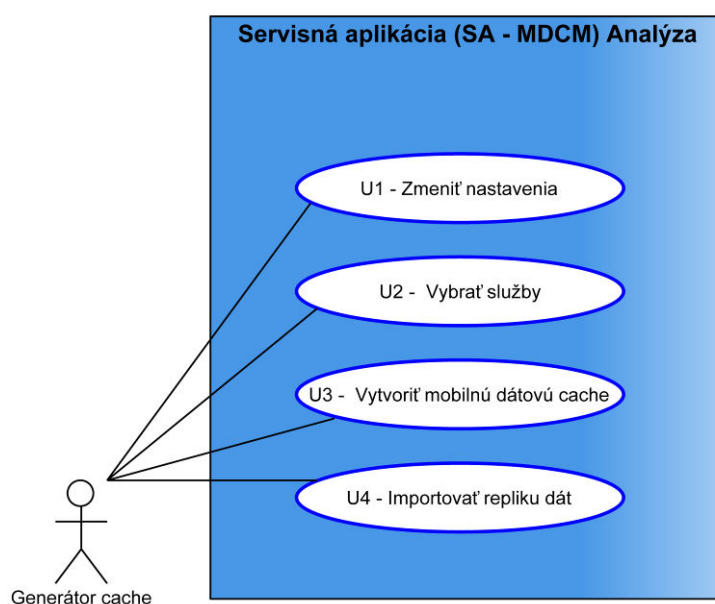 Servisná aplikácia (SA - MDCM) Analýza
U1 - Zmeniť nastavenia
U2 - Vybrať služby
U3 - Vytvoriť mobilnú dátovú cache
U4 - Importovať repliku dát
Generátor cache